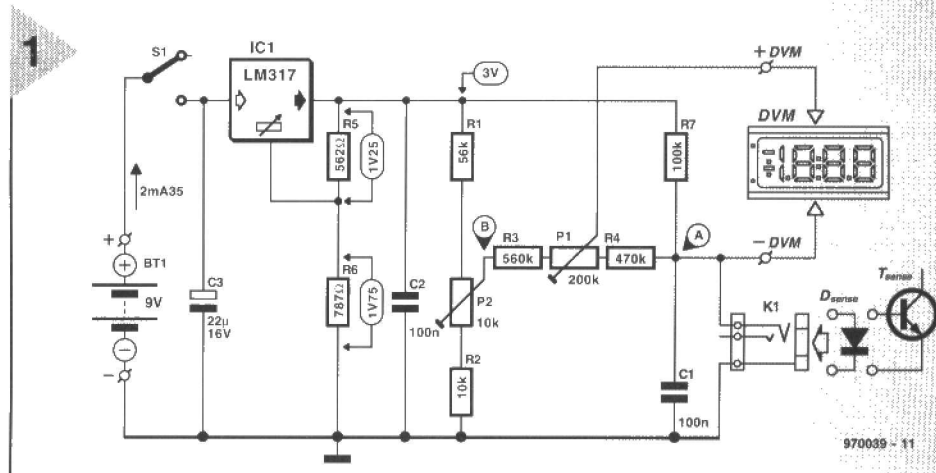 1
S1
IC1
LM317
3V
+ DVM
DVM
R5
562Ω
1V25
R1
56k
R7
100k
2mA35
B
R3
560k
P1
200k
R4
470k
A
- DVM
+
BT1
9V
-
C3
22µ
16V
R6
787Ω
1V75
C2
100n
P2
10k
R2
10k
K1
Dsense
Tsense
C1
100n
970039 - 11